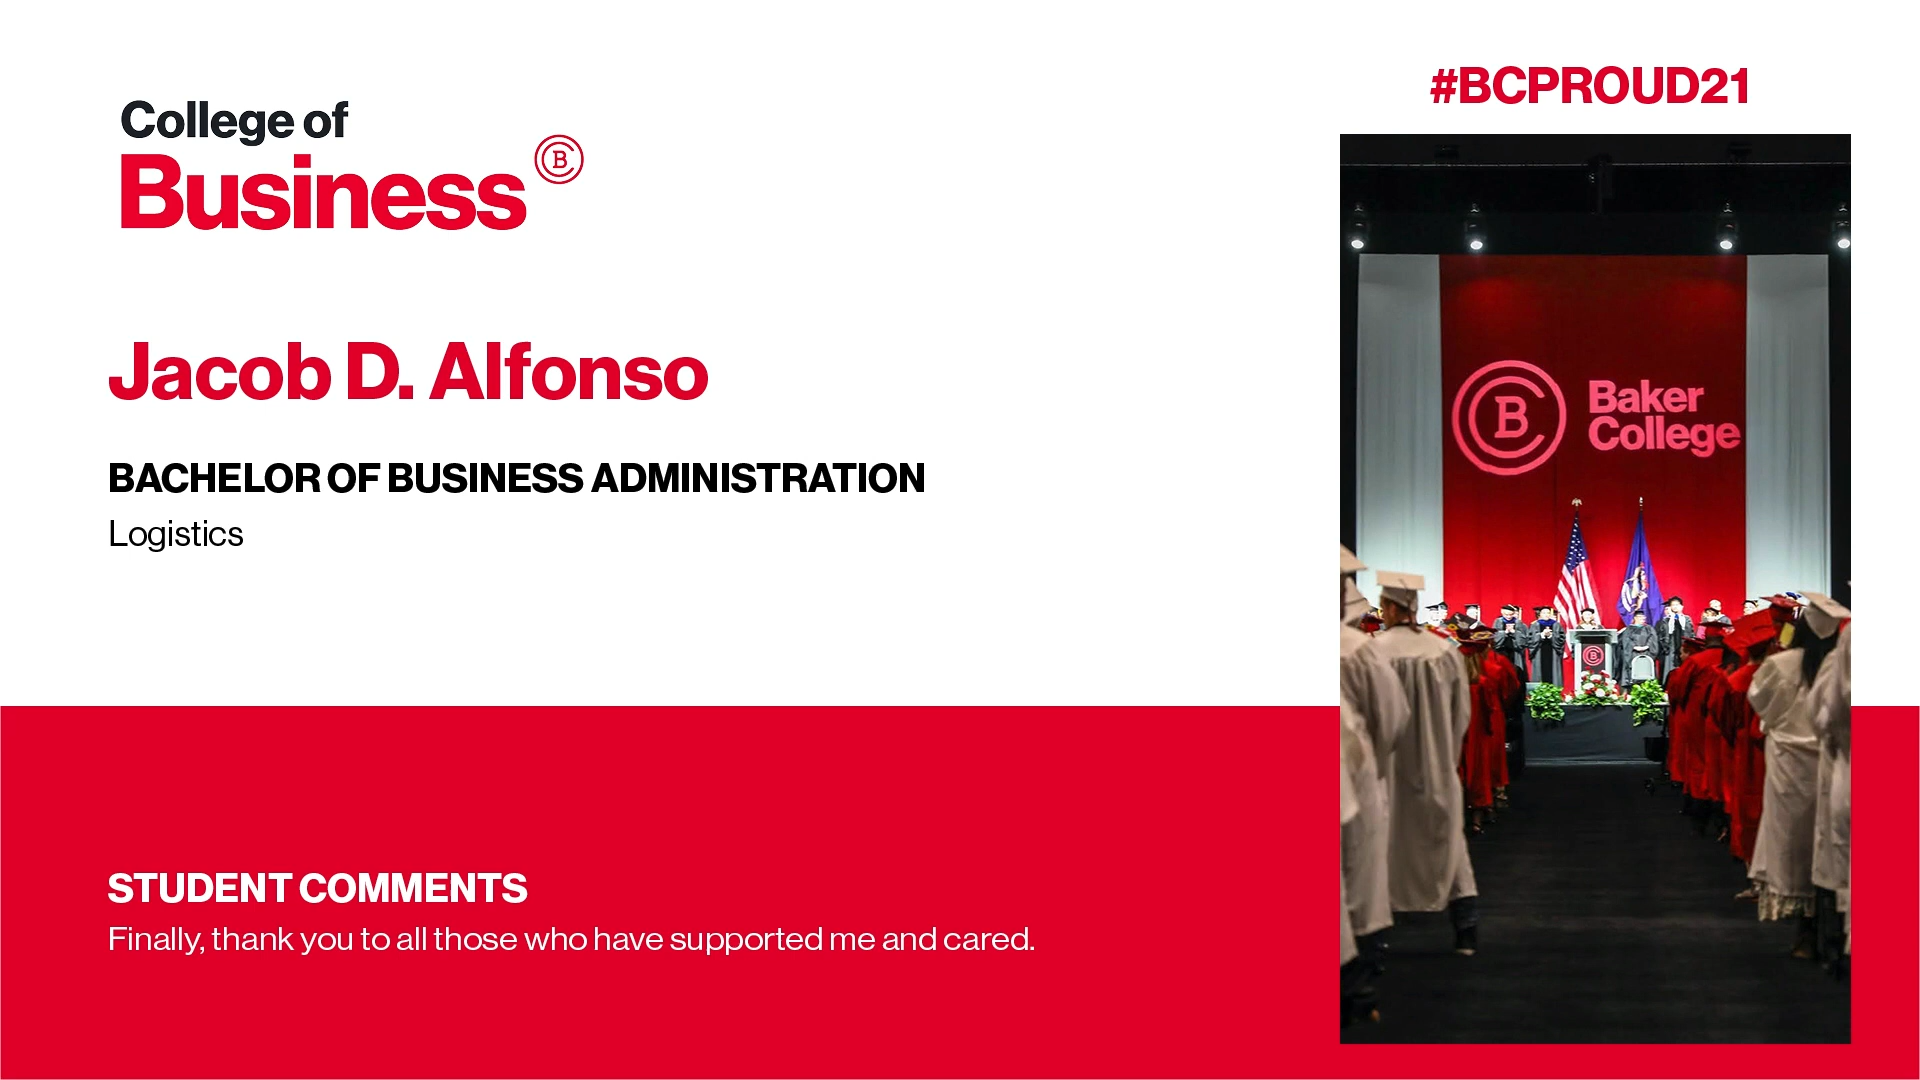 College of
Business
B
Jacob D. Alfonso
BACHELOR OF BUSINESS ADMINISTRATION
Logistics
STUDENT COMMENTS
Finally, thank you to all those who have supported me and cared.
#BCPROUD21
B
Baker
College
B